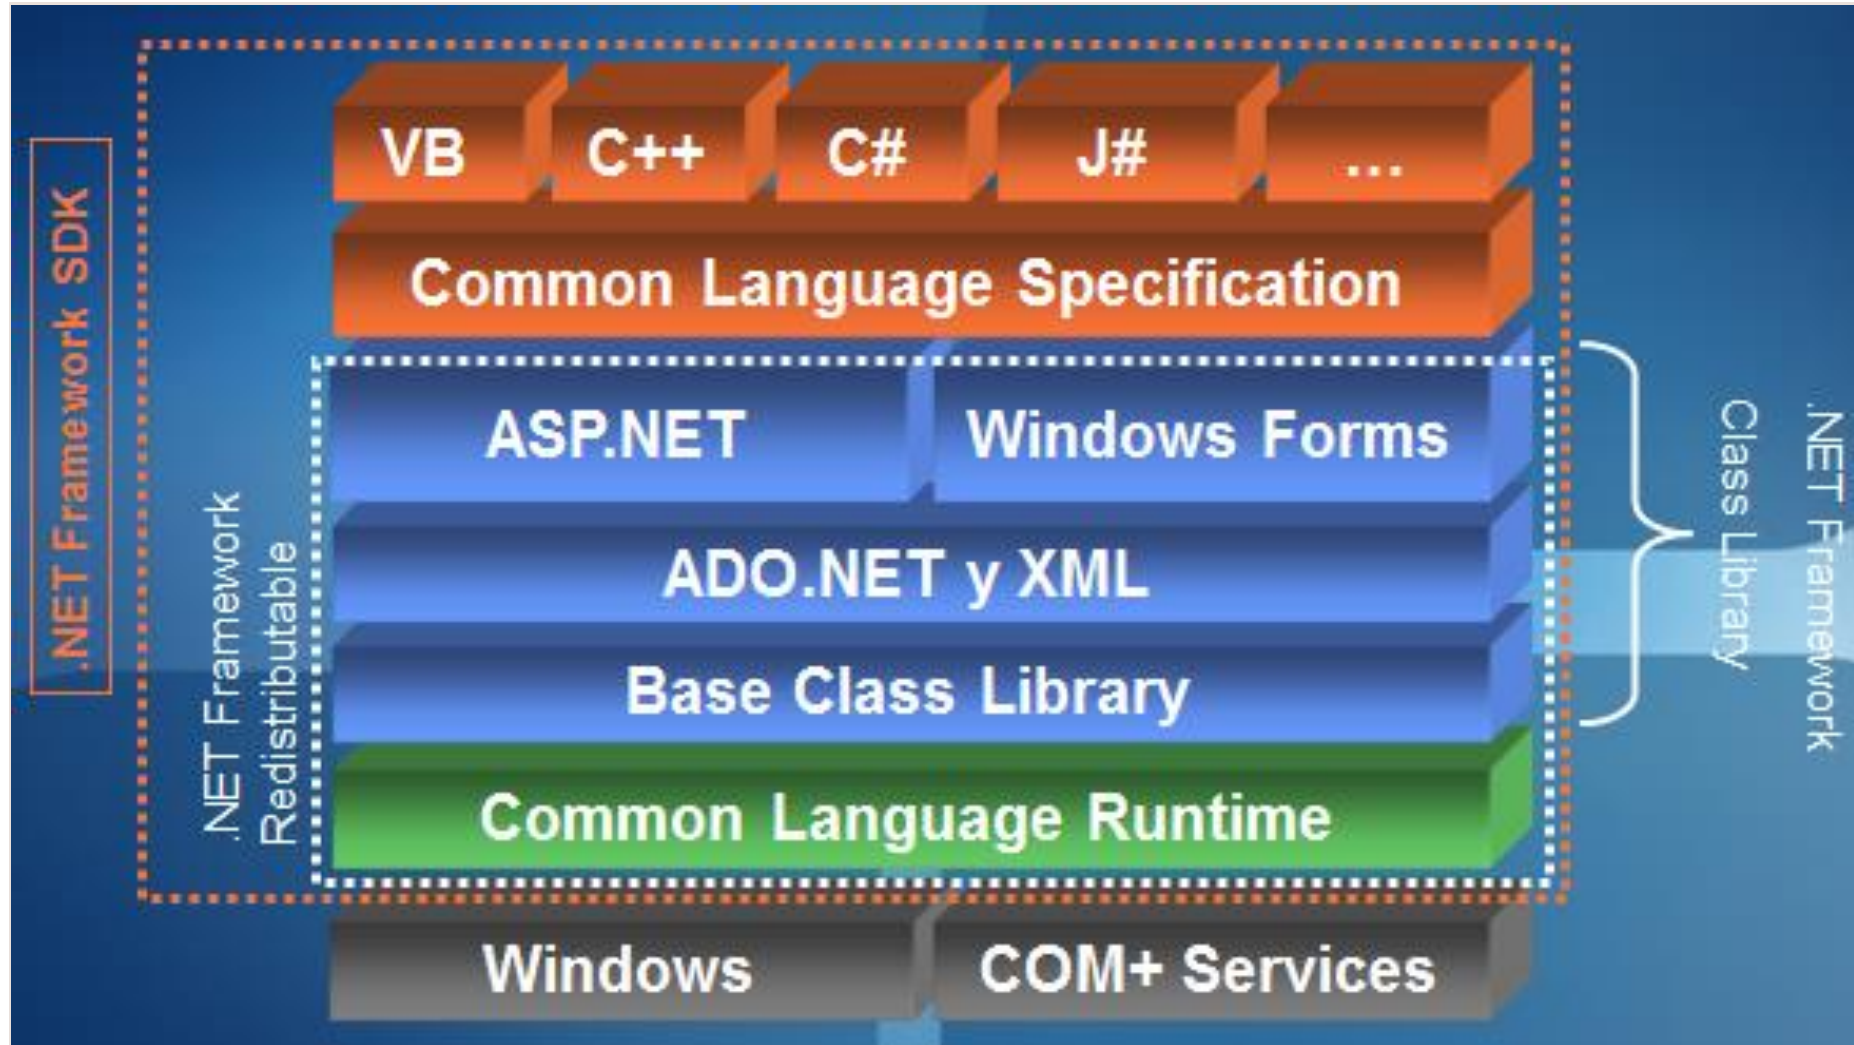 .NET Framework SDK
VB
C++
C#
J#
...
Common Language Specification
.NET Framework
Redistributable
ASP.NET
Windows Forms
ADO.NET y XML
Base Class Library
Common Language Runtime
.NET Framework
Class Library
Windows
COM+ Services